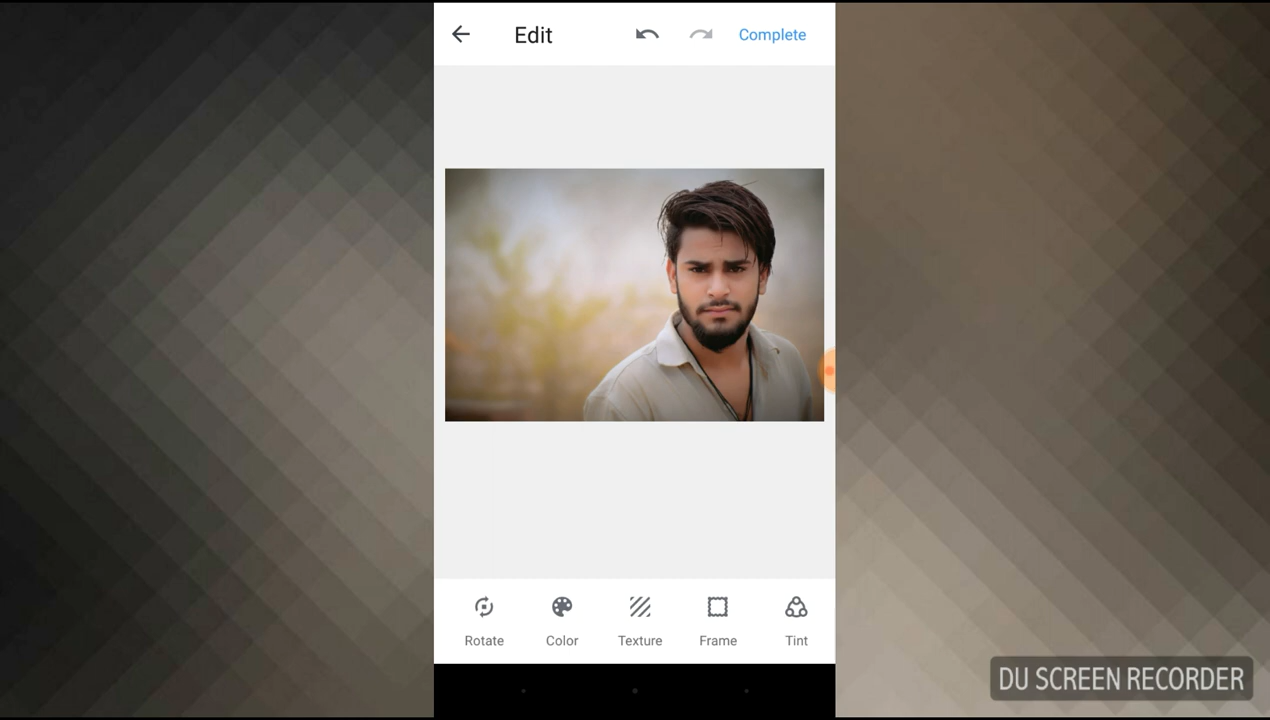 Edit
Complete
Rotate
Color
Texture
Frame
Tint
DU SCREEN RECORDER